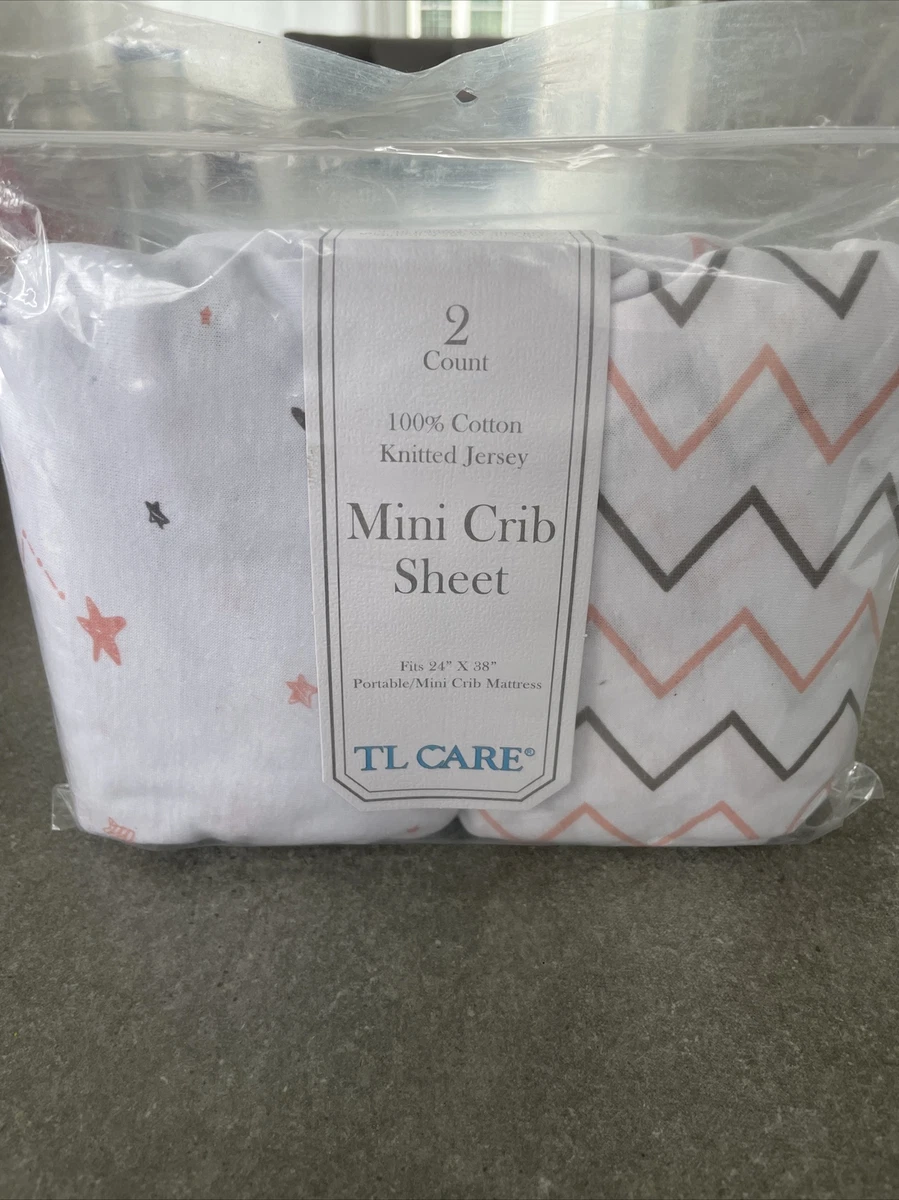 2
Count
100% Cotton
Knitted Jersey
Mini Crib
Sheet
Fits 24" X 38"
Portable/Mini Crib Mattress
TL CARE®